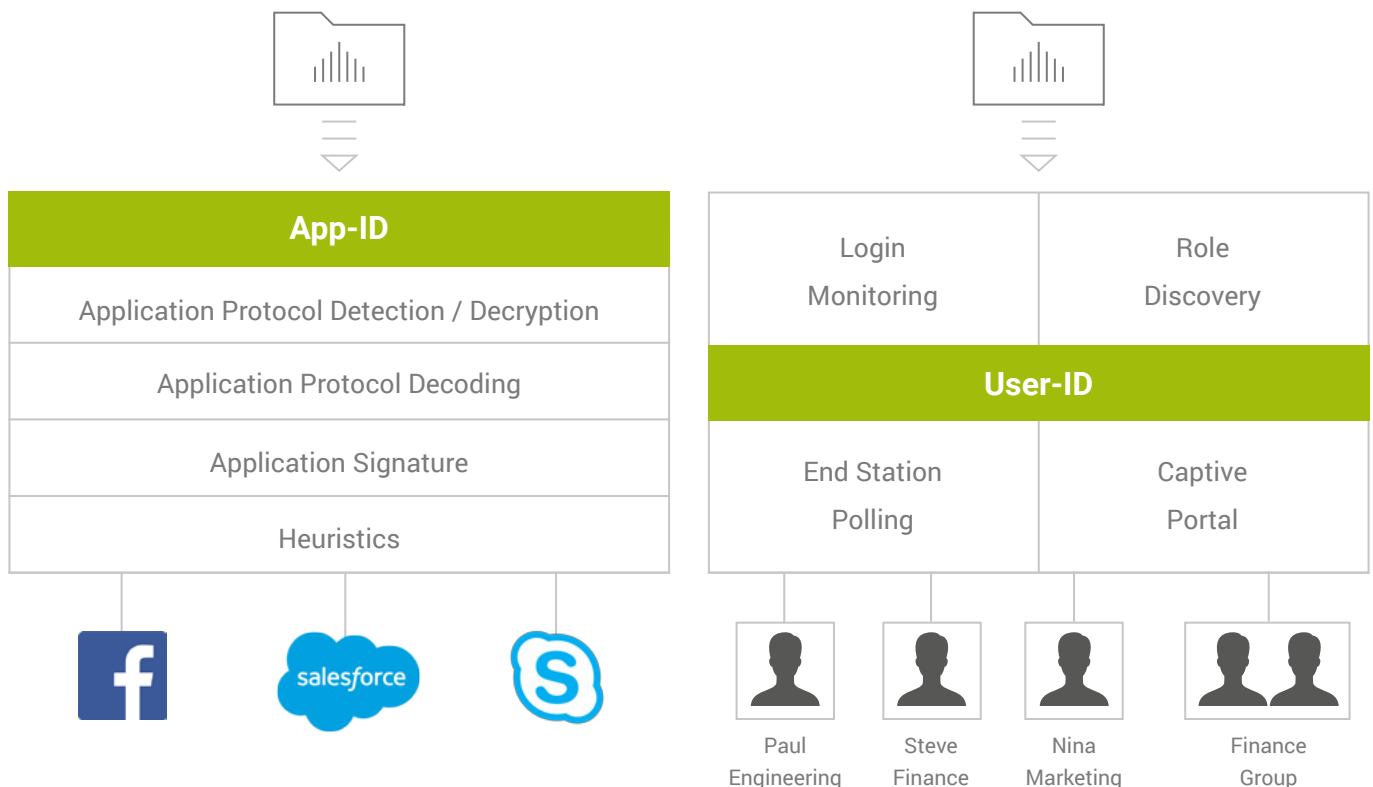 App-ID
Application Protocol Detection / Decryption
Application Protocol Decoding
Application Signature
Heuristics
salesforce
S
Login
Monitoring
Role
Discovery
User-ID
End Station
Polling
Captive
Portal
Paul
Engineering
Steve
Finance
Nina
Marketing
Finance
Group